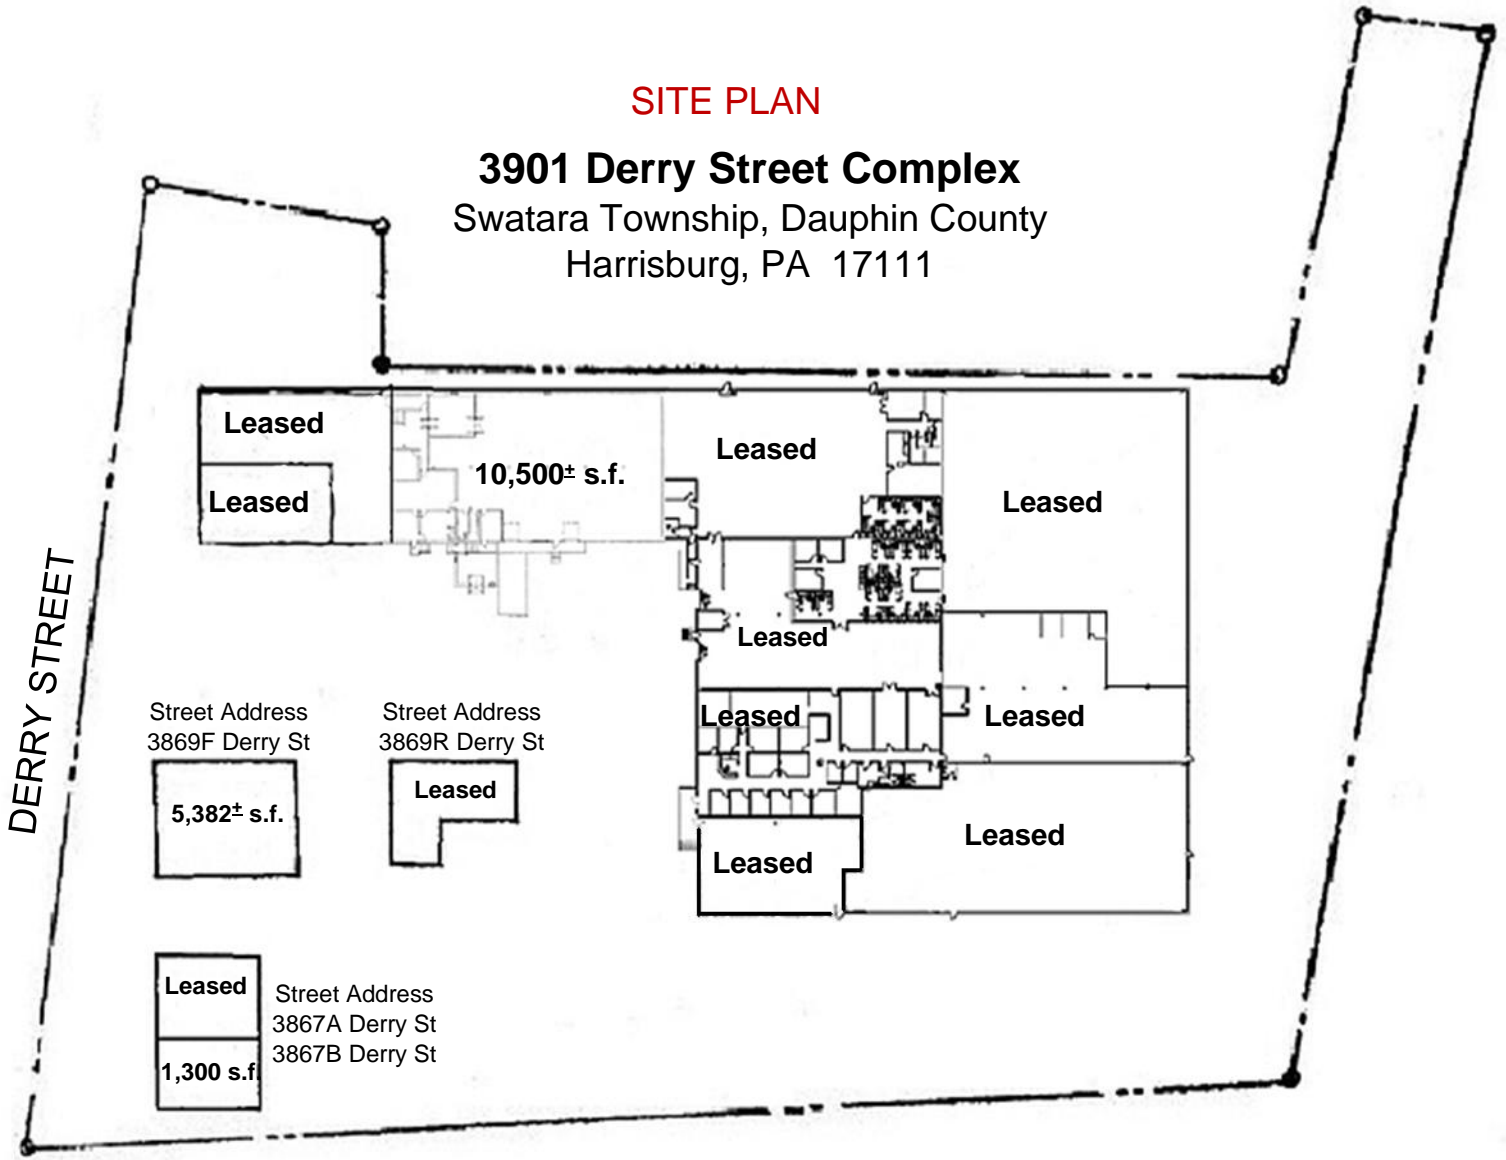 SITE PLAN
3901 Derry Street Complex
Swatara Township, Dauphin County
Harrisburg, PA 17111
Leased
Leased
10,500± s.f.
Leased
Leased
Leased
Leased
Leased
Leased
Leased
DERRY STREET
Street Address
3869F Derry St
5,382± s.f.
Street Address
3869R Derry St
Leased
Leased
1,300 s.f.
Street Address
3867A Derry St
3867B Derry St